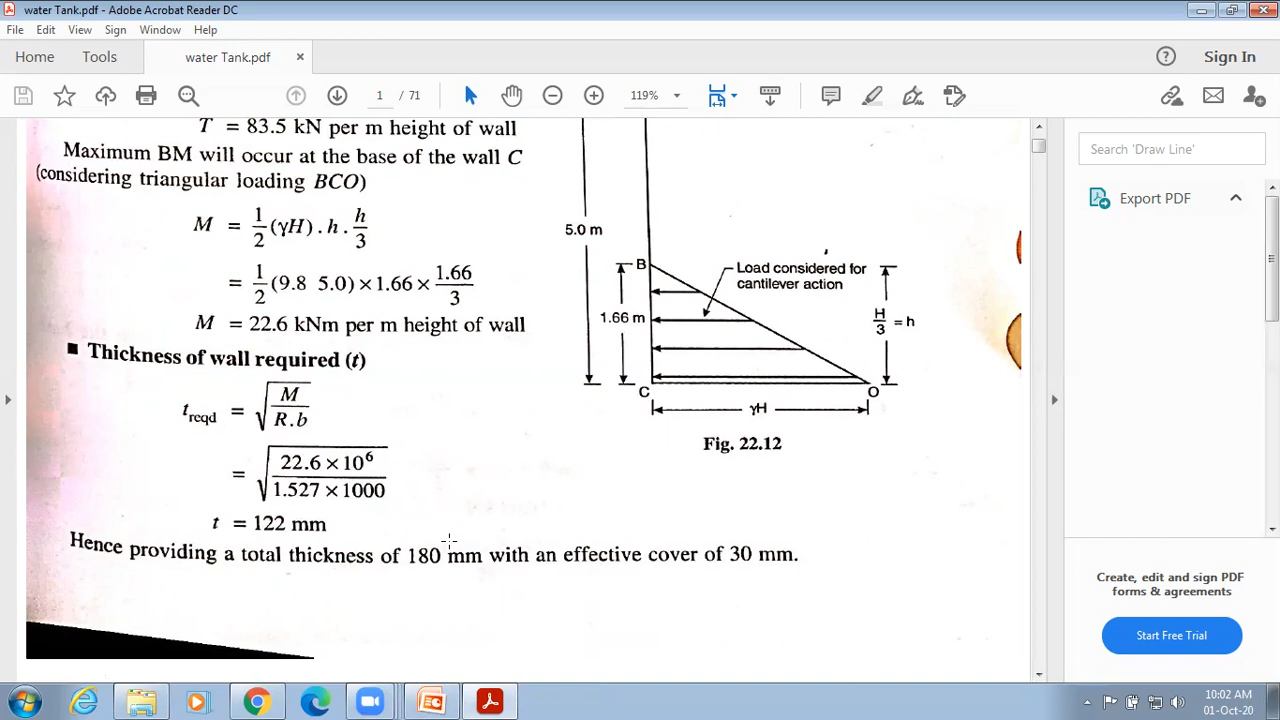 water Tank.pdf - Adobe Acrobat Reader DC
File Edit View Sign Window Help
Home Tools water Tank.pdf × Sign In
1 / 71 119%
T = 83.5 kN per m height of wall
Maximum BM will occur at the base of the wall C
(considering triangular loading BCO)
M = 1/2 (γH) . h . h/3
= 1/2 (9.8 5.0) × 1.66 × 1.66/3
M = 22.6 kNm per m height of wall
■ Thickness of wall required (t)
t reqd = √(M / R.b)
= √(22.6 × 10⁶ / 1.527 × 1000)
t = 122 mm
Hence providing a total thickness of 180 mm with an effective cover of 30 mm.
5.0 m
B
Load considered for
cantilever action
1.66 m
H/3 = h
C
O
γH
Fig. 22.12
Search 'Draw Line'
Export PDF
Create, edit and sign PDF
forms & agreements
Start Free Trial
10:02 AM
01-Oct-20